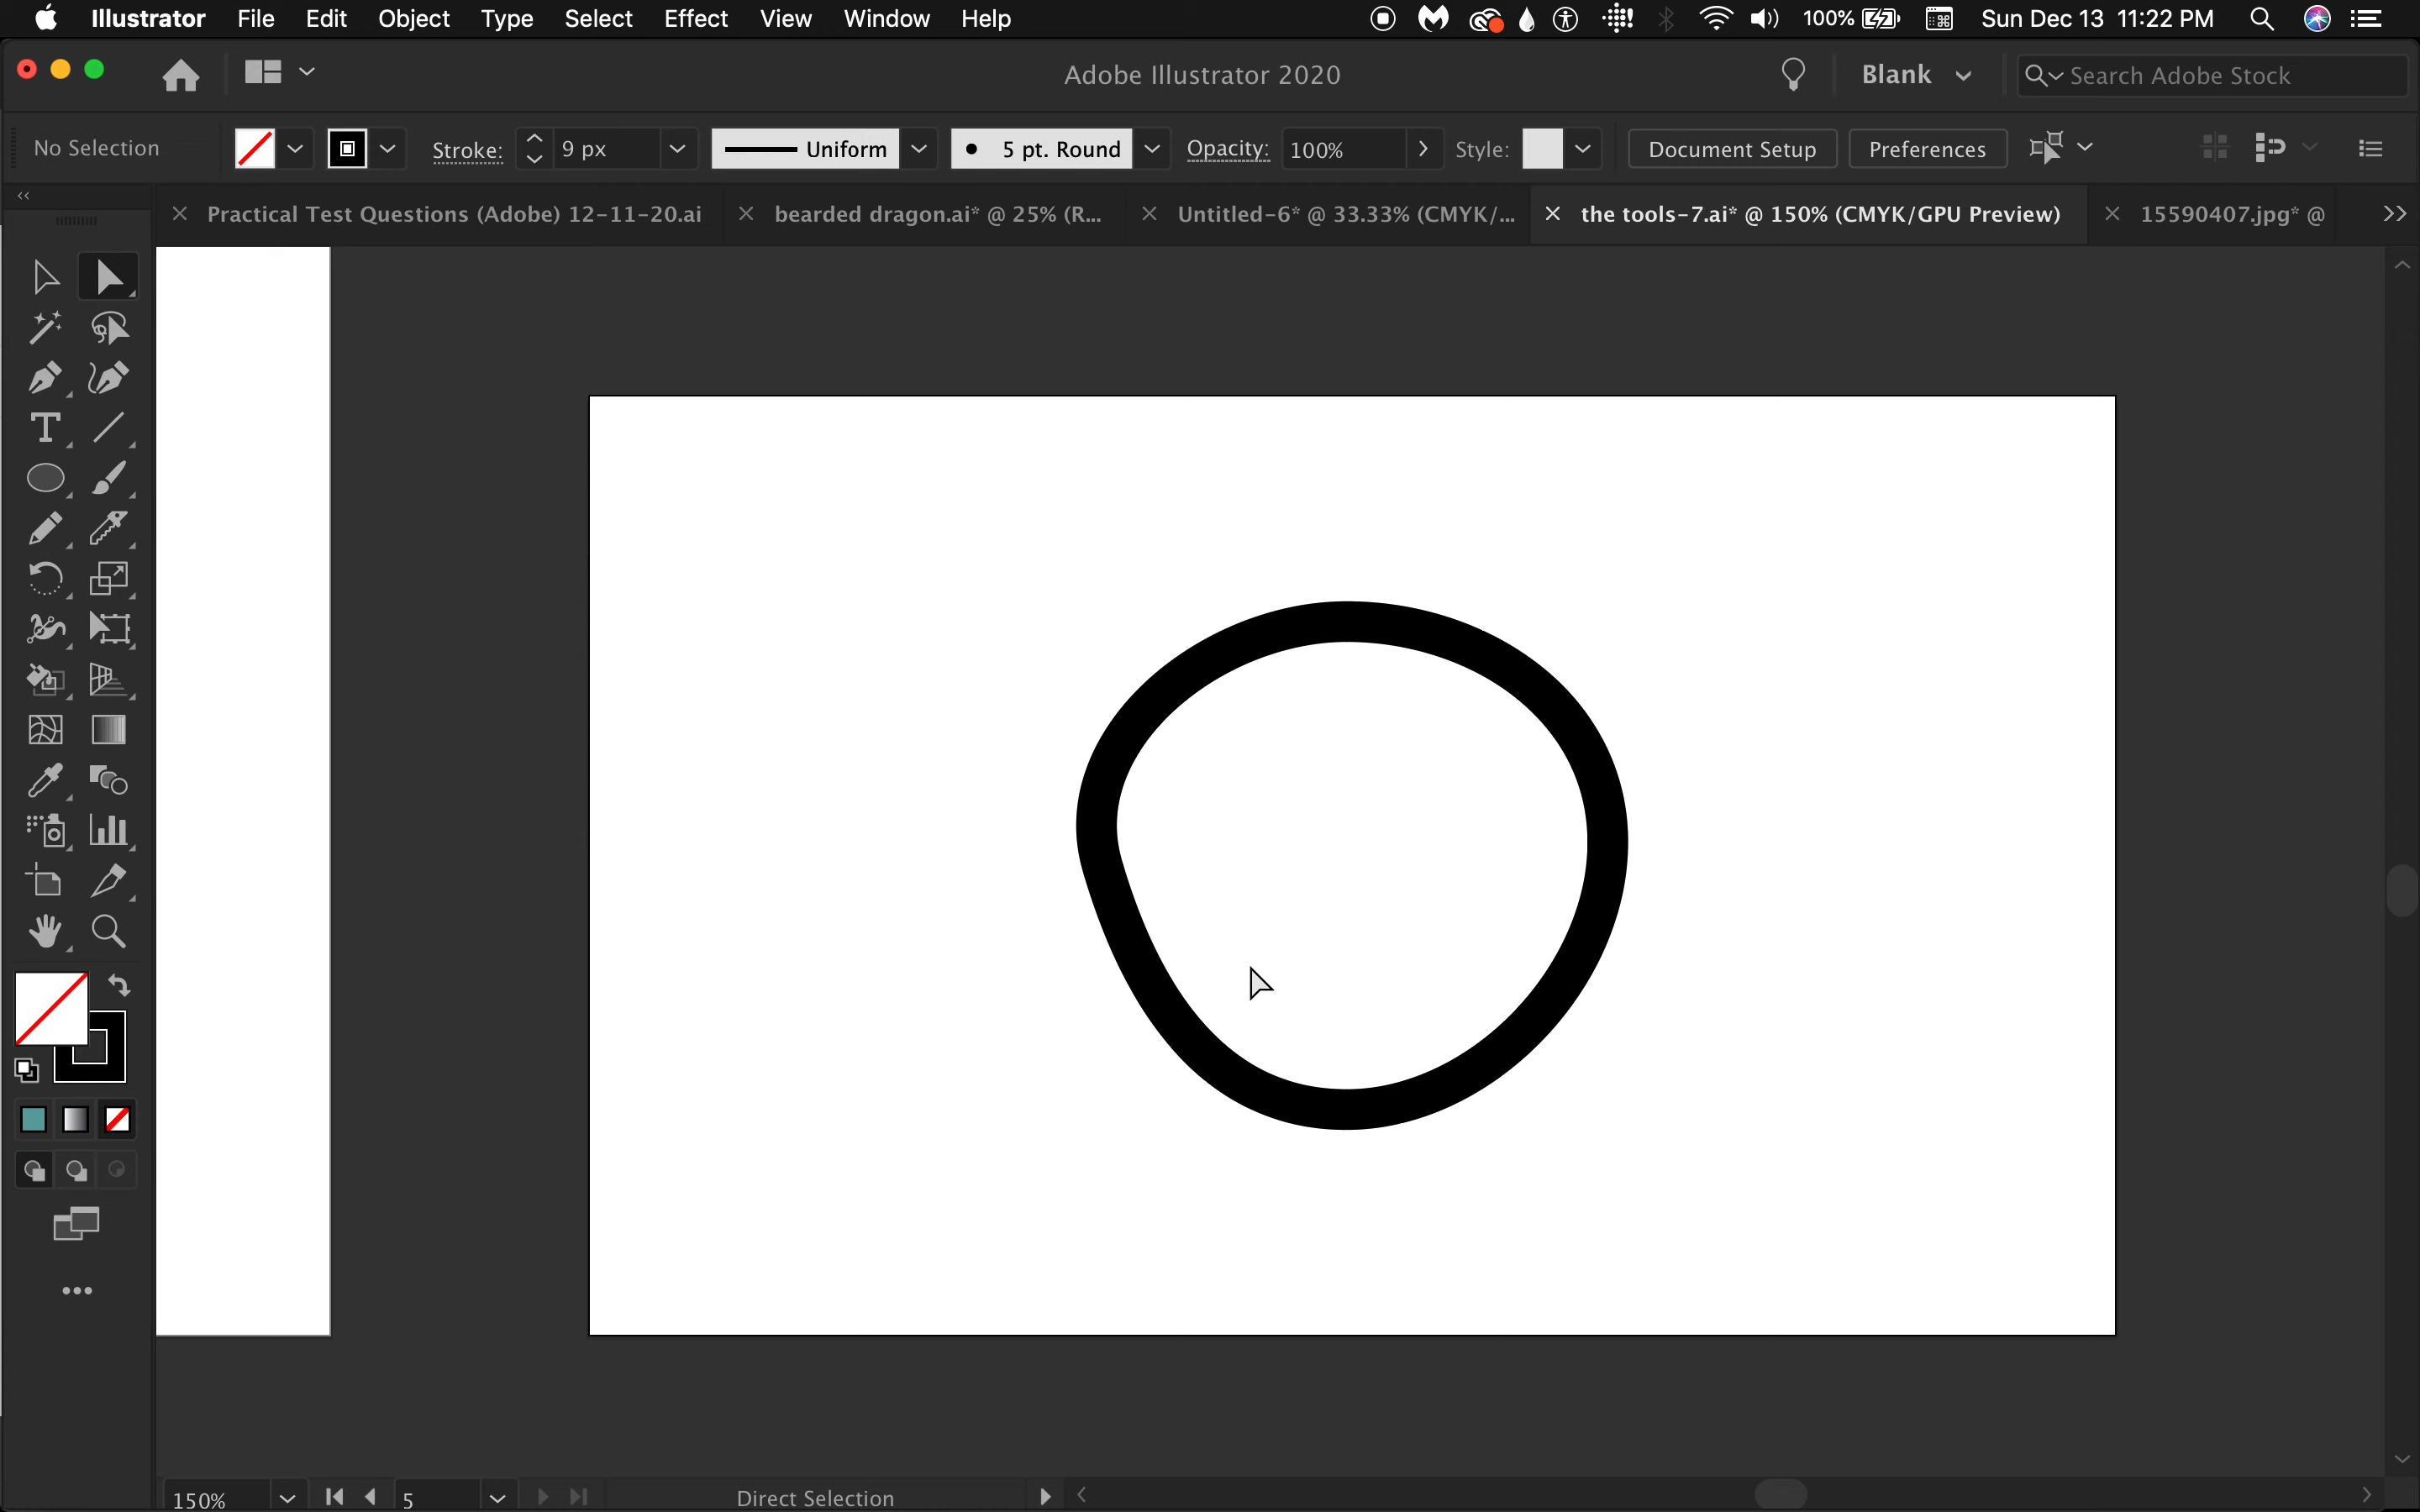 Illustrator File Edit Object Type Select Effect View Window Help 100% Sun Dec 13 11:22 PM
Adobe Illustrator 2020 Blank Search Adobe Stock
No Selection Stroke: 9 px Uniform 5 pt. Round Opacity: 100% Style: Document Setup Preferences
Practical Test Questions (Adobe) 12-11-20.ai bearded dragon.ai* @ 25% (R... Untitled-6* @ 33.33% (CMYK/... the tools-7.ai* @ 150% (CMYK/GPU Preview) 15590407.jpg* @
150% 5 Direct Selection